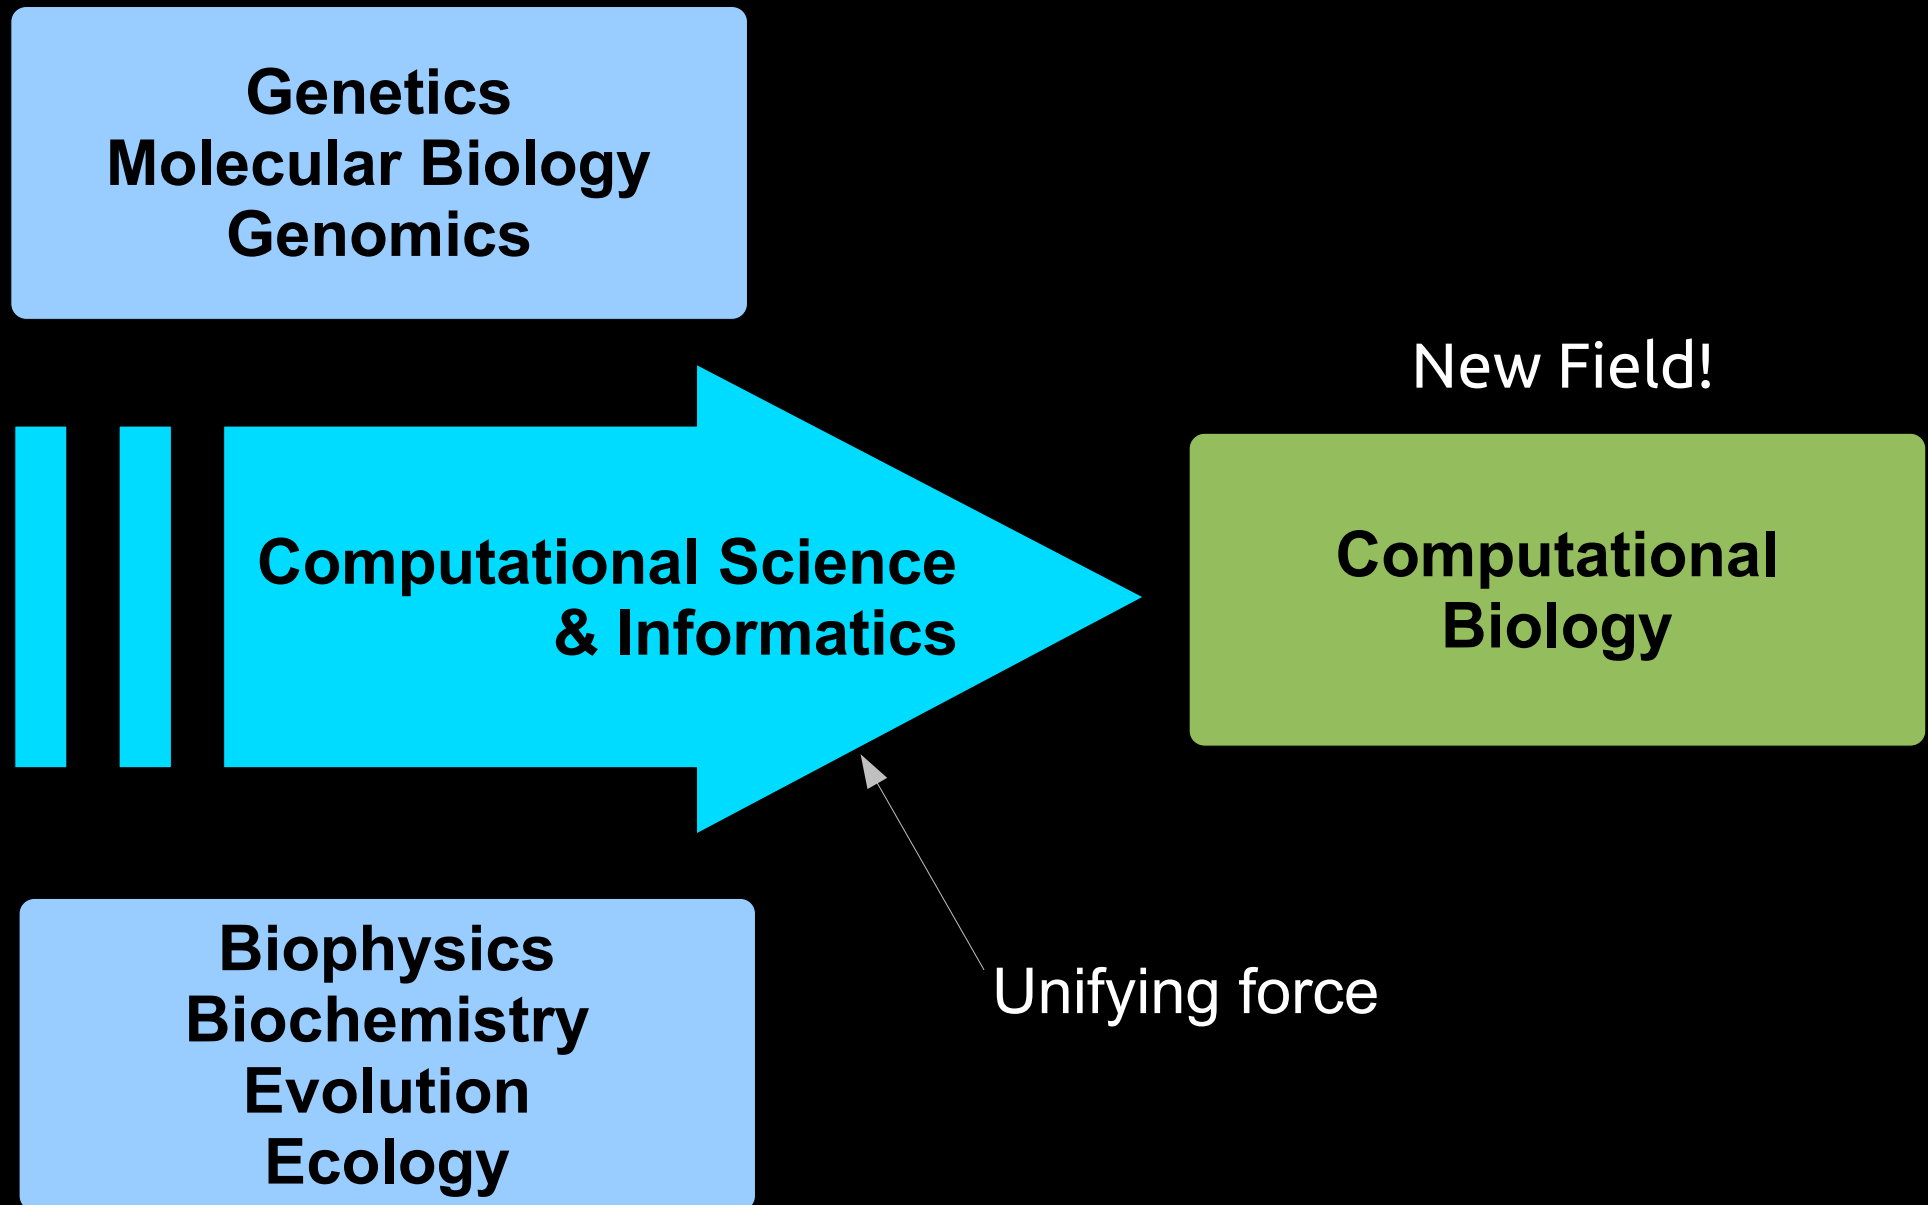 Genetics
Molecular Biology
Genomics
New Field!
Computational Science
& Informatics
Computational
Biology
Unifying force
Biophysics
Biochemistry
Evolution
Ecology